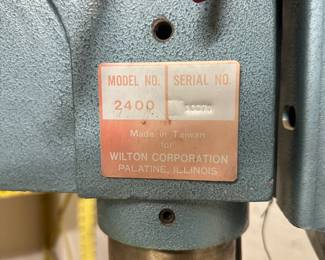 MODEL NO. SERIAL NO.
2400
Made in Taiwan
for
WILTON CORPORATION
PALATINE, ILLINOIS